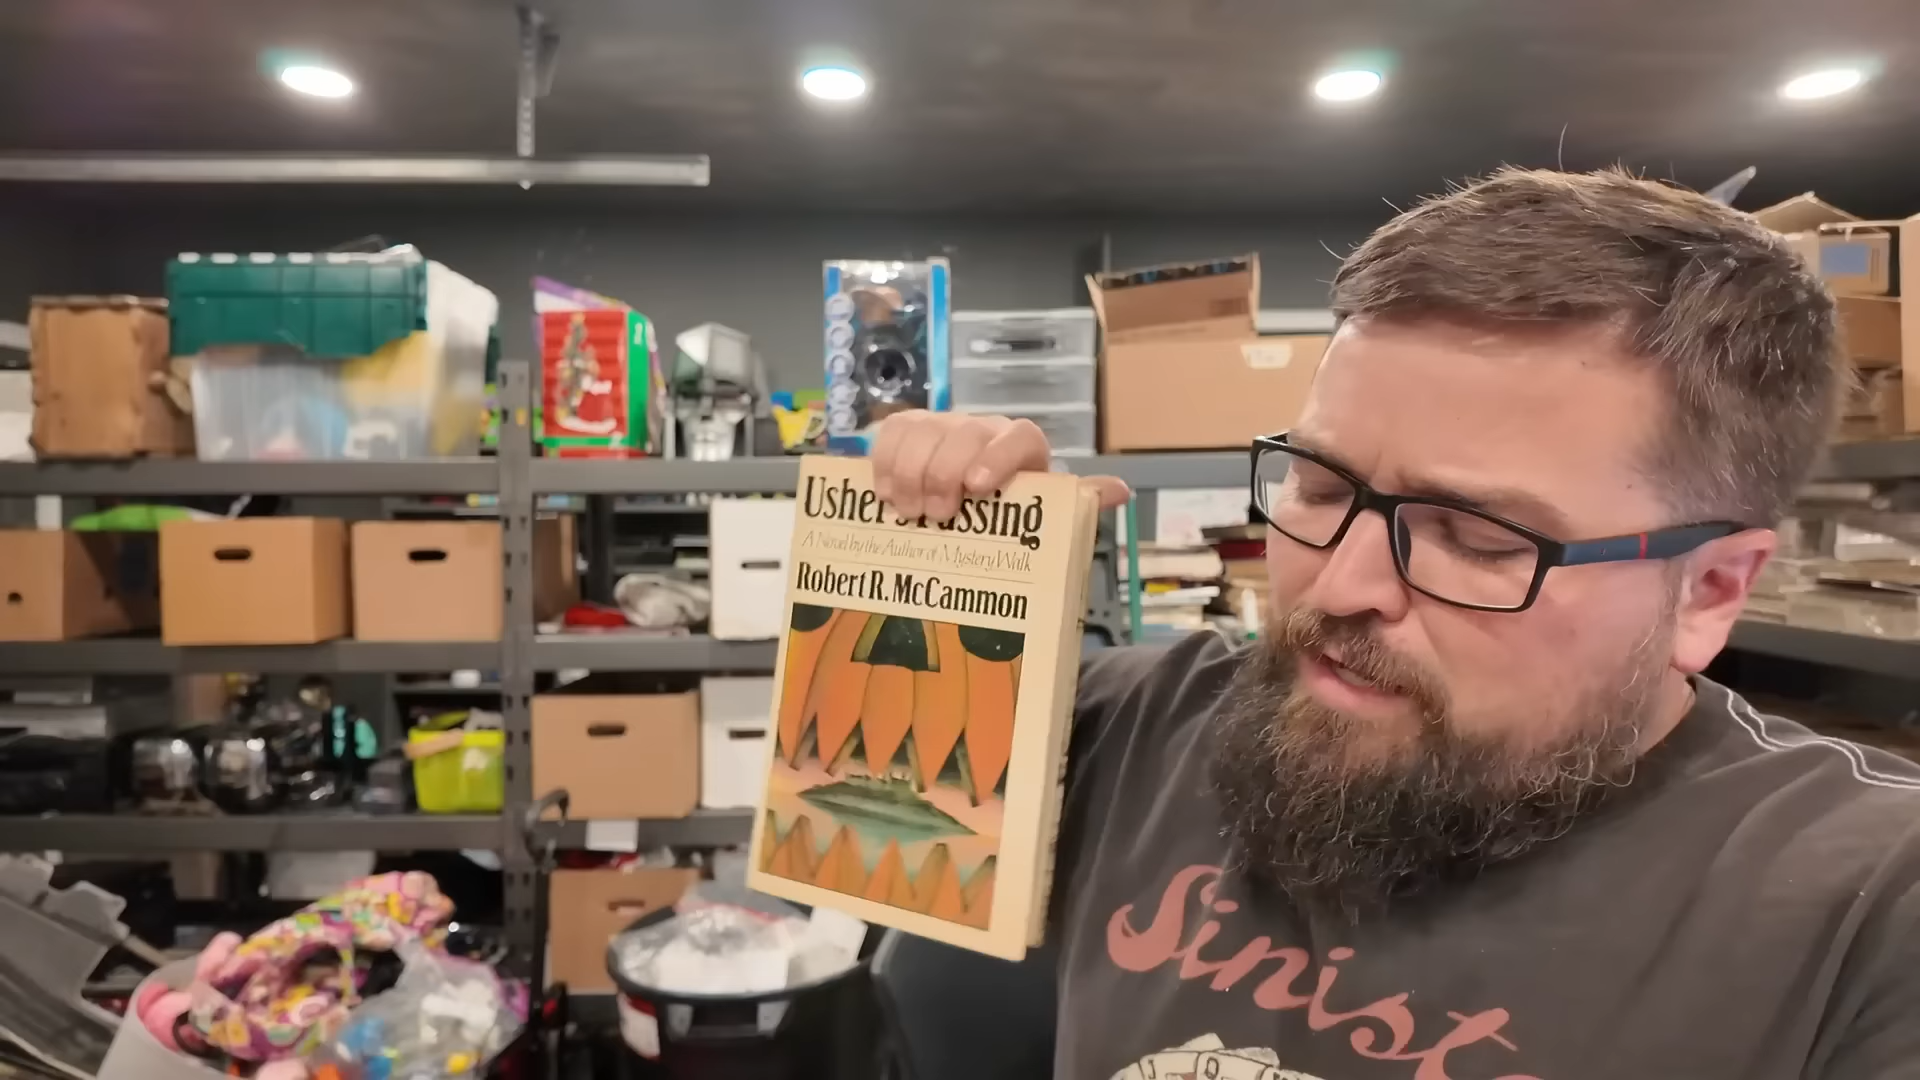 Usher's Passing
A Novel by the Author of Mystery Walk
Robert R. McCammon
Sinist
J
Q